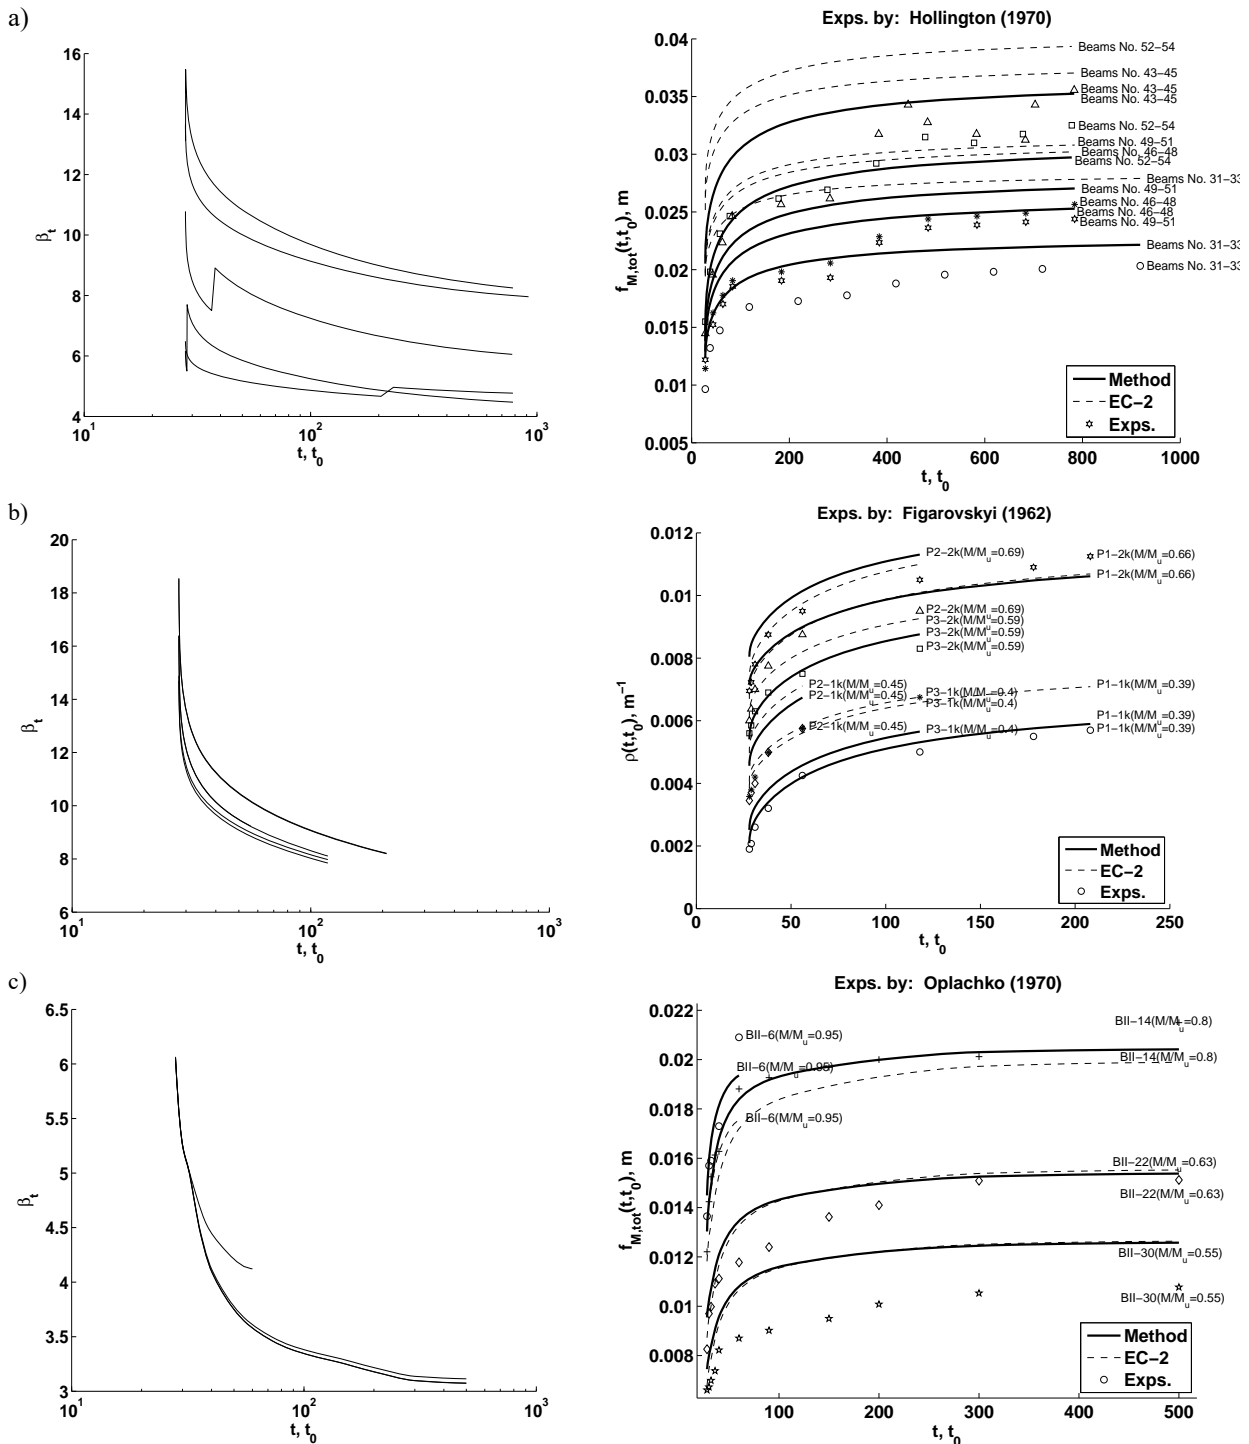 a)
16
14
12
10
8
6
4
10^1
10^2
10^3
β_t
t, t_0
Exps. by: Hollington (1970)
0.04
0.035
0.03
0.025
0.02
0.015
0.01
0.005
0
200
400
600
800
1000
f_{M,tot}(t,t_0), m
t, t_0
Beams No. 52−54
Beams No. 43−45
Beams No. 43−45
Beams No. 43−45
Beams No. 52−54
Beams No. 49−51
Beams No. 46−48
Beams No. 52−54
Beams No. 31−33
Beams No. 49−51
Beams No. 46−48
Beams No. 46−48
Beams No. 49−51
Beams No. 31−33
Beams No. 31−33
Method
EC−2
Exps.
b)
20
18
16
14
12
10
8
6
10^1
10^2
10^3
β_t
t, t_0
Exps. by: Figarovskyi (1962)
0.012
0.01
0.008
0.006
0.004
0.002
0
0
50
100
150
200
250
ρ(t,t_0), m^{−1}
t, t_0
P2−2k(M/M_u=0.69)
P1−2k(M/M_u=0.66)
P1−2k(M/M_u=0.66)
P2−2k(M/M_u=0.69)
P3−2k(M/M_u=0.59)
P3−2k(M/M_u=0.59)
P3−2k(M/M_u=0.59)
P2−1k(M/M_u=0.45)
P2−1k(M/M_u=0.45)
P3−1k(M/M_u=0.4)
P3−1k(M/M_u=0.4)
P1−1k(M/M_u=0.39)
P2−1k(M/M_u=0.45)
P3−1k(M/M_u=0.4)
P1−1k(M/M_u=0.39)
P1−1k(M/M_u=0.39)
Method
EC−2
Exps.
c)
6.5
6
5.5
5
4.5
4
3.5
3
10^1
10^2
10^3
β_t
t, t_0
Exps. by: Oplachko (1970)
0.022
0.02
0.018
0.016
0.014
0.012
0.01
0.008
100
200
300
400
500
f_{M,tot}(t,t_0), m
t, t_0
BII−14(M/M_u=0.8)
BII−6(M/M_u=0.95)
BII−6(M/M_u=0.95)
BII−14(M/M_u=0.8)
BII−6(M/M_u=0.95)
BII−22(M/M_u=0.63)
BII−22(M/M_u=0.63)
BII−30(M/M_u=0.55)
BII−30(M/M_u=0.55)
Method
EC−2
Exps.